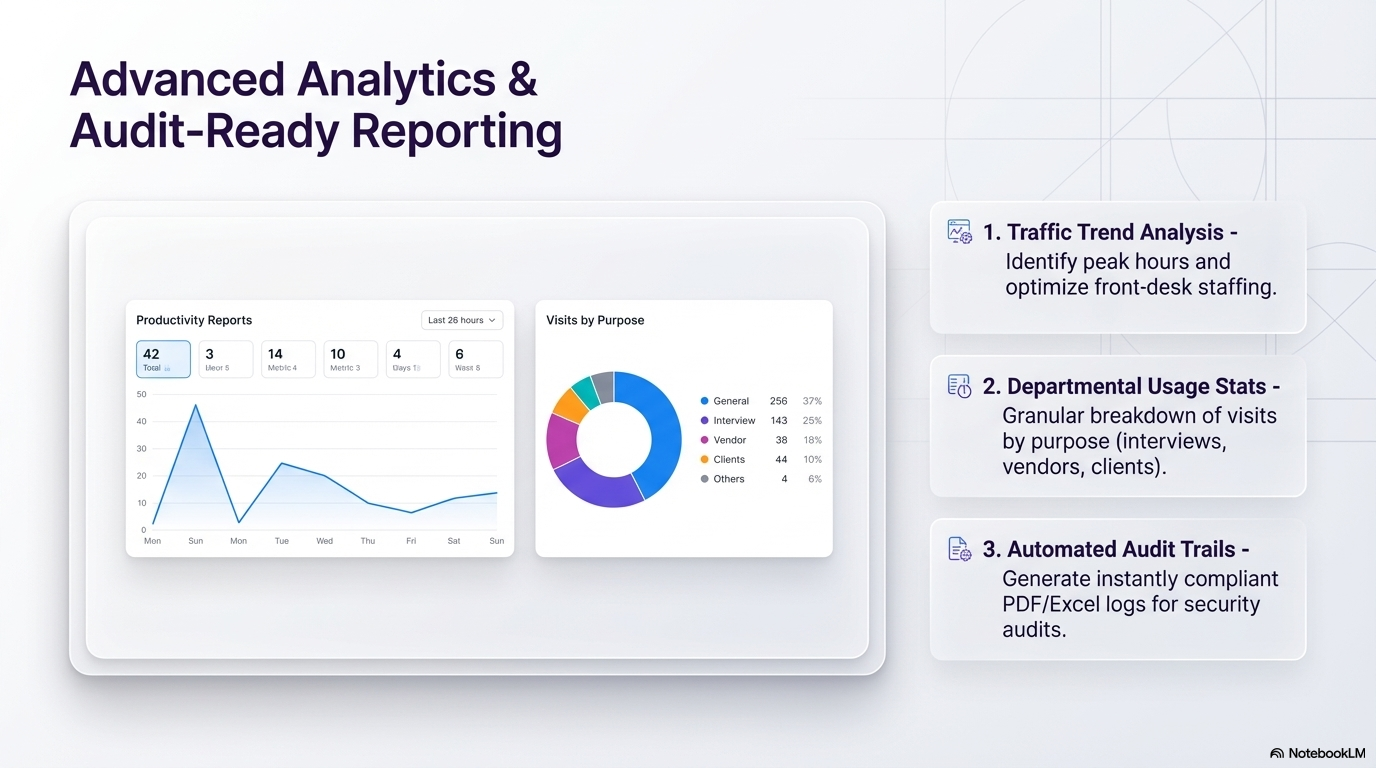 Advanced Analytics &
Audit-Ready Reporting
Productivity Reports
Last 26 hours
42
Total
3
14
Metric 4
10
Metric 3
4
Days
6
50
40
30
20
10
0
Mon Sun Mon Tue Wed Thu Fri Sat Sun
Visits by Purpose
General 256 37%
Interview 143 25%
Vendor 38 18%
Clients 44 10%
Others 4 6%
1. Traffic Trend Analysis -
Identify peak hours and
optimize front-desk staffing.
2. Departmental Usage Stats -
Granular breakdown of visits
by purpose (interviews,
vendors, clients).
3. Automated Audit Trails -
Generate instantly compliant
PDF/Excel logs for security
audits.
NotebookLM